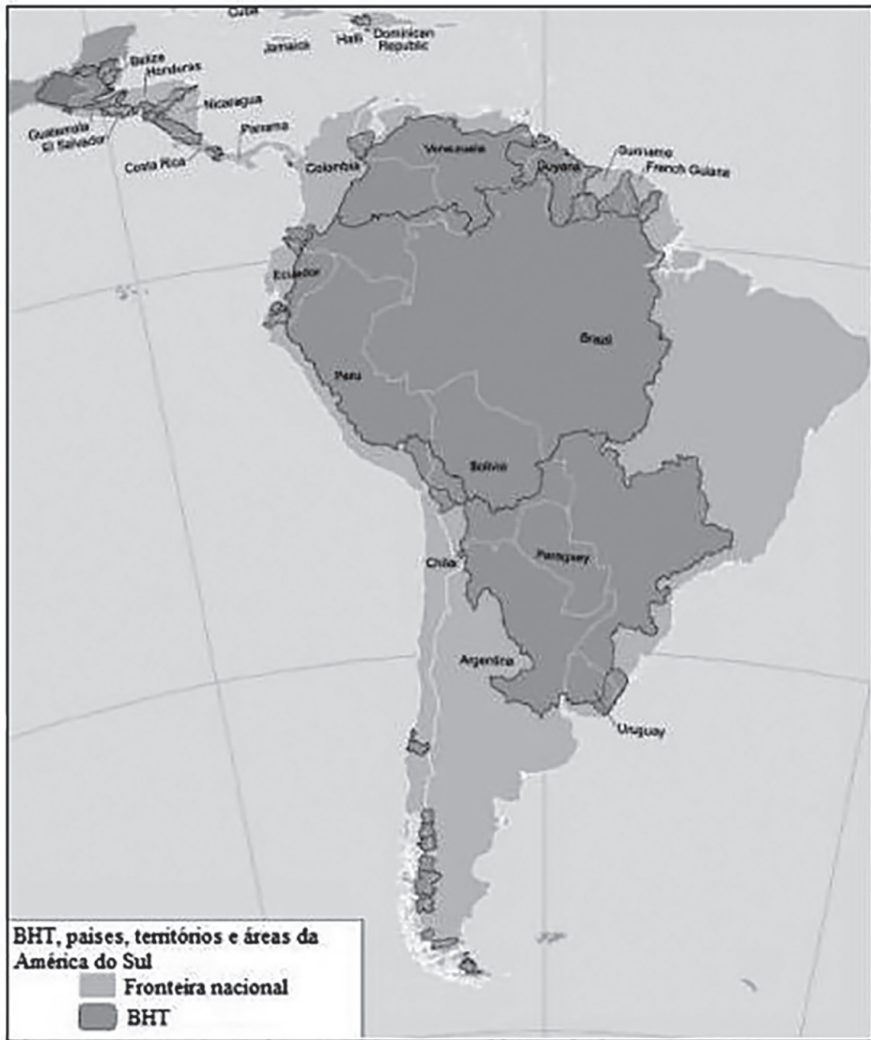 Cuba
Jamaica
Haiti
Dominican
Republic
Belize
Honduras
Nicaragua
Guatemala
El Salvador
Panama
Costa Rica
Colombia
Venezuela
Guyana
Suriname
French Guiana
Ecuador
Brazil
Peru
Bolivia
Paraguay
Chile
Argentina
Uruguay
BHT, países, territórios e áreas da
América do Sul
Fronteira nacional
BHT